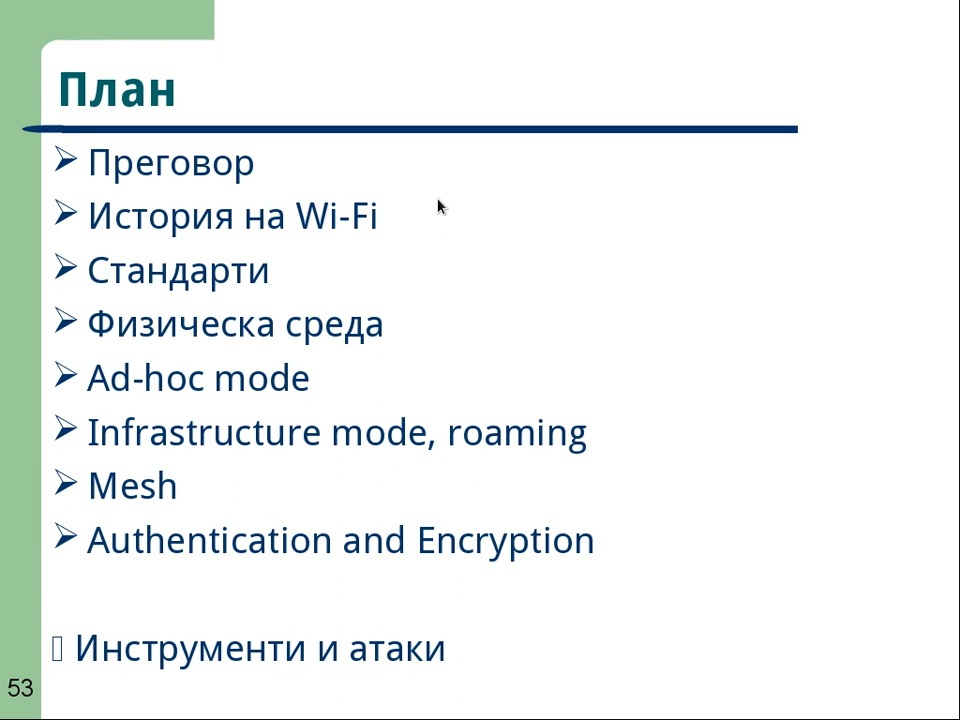 План
Преговор
История на Wi-Fi
Стандарти
Физическа среда
Ad-hoc mode
Infrastructure mode, roaming
Mesh
Authentication and Encryption
Инструменти и атаки
53